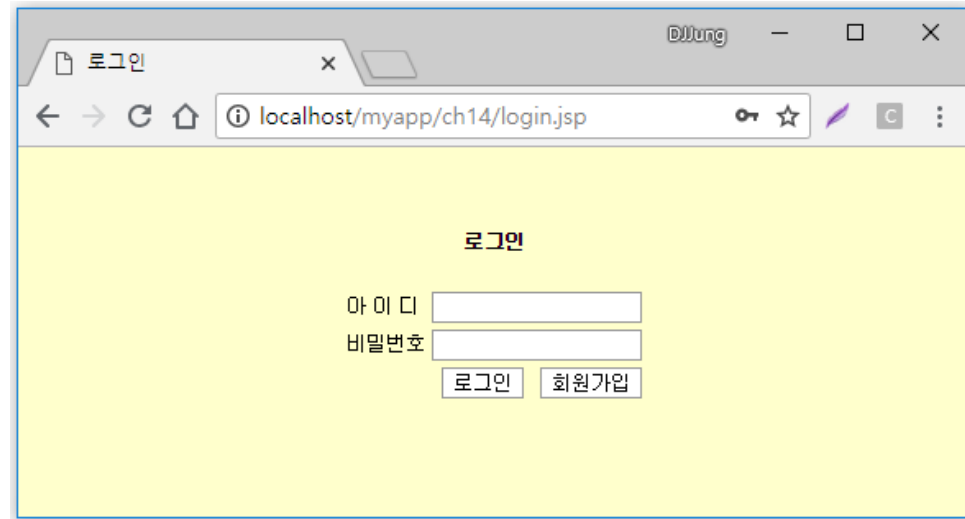 DJJung
로그인
localhost/myapp/ch14/login.jsp
C
로그인
아 이 디
비밀번호
로그인 회원가입